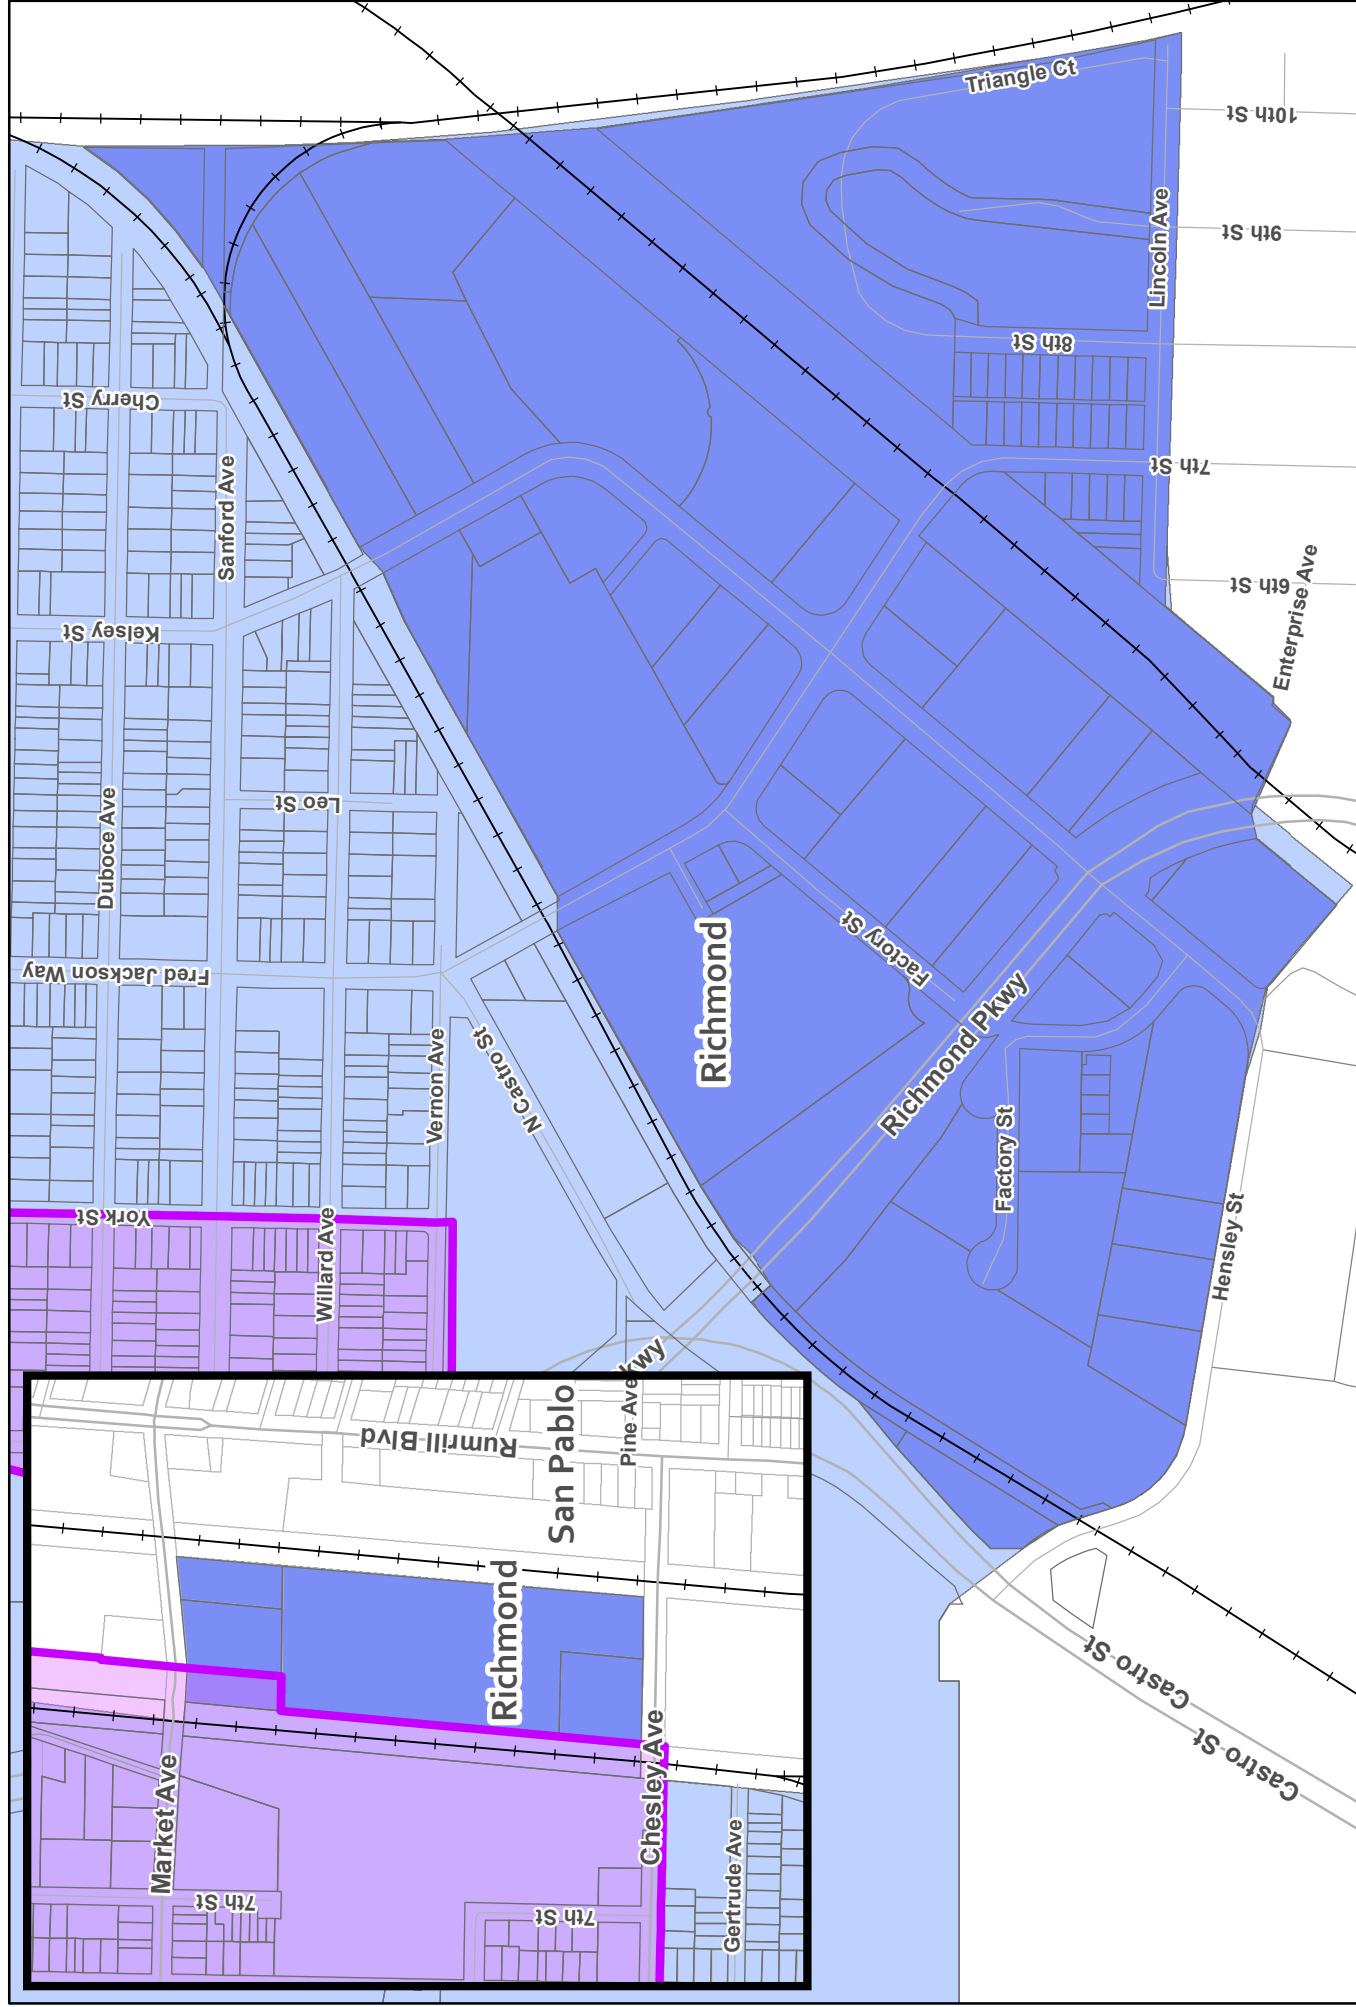 Triangle Ct
10th St
Lincoln Ave
9th St
8th St
Cherry St
7th St
Sanford Ave
6th St
Enterprise Ave
Kelsey St
Leo St
Duboce Ave
Factory St
Fred Jackson Way
Richmond
Richmond Pkwy
Vernon Ave
N Castro St
Factory St
York St
Willard Ave
Hensley St
kwy
Pine Ave
San Pablo
Rumrill Blvd
Richmond
Castro St
Castro St
Market Ave
Chesley Ave
Gertrude Ave
7th St
7th St